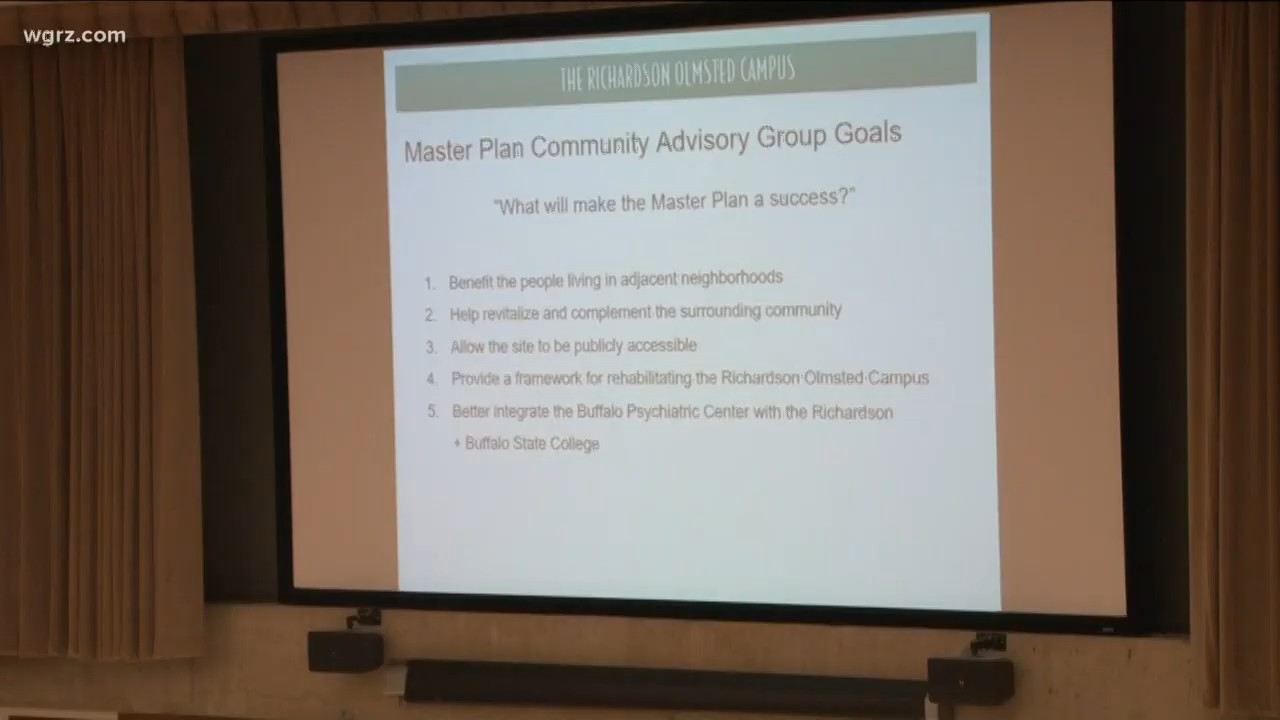 wgrz.com
THE RICHARDSON OLMSTED CAMPUS
Master Plan Community Advisory Group Goals
"What will make the Master Plan a success?"
1. Benefit the people living in adjacent neighborhoods
2. Help revitalize and complement the surrounding community
3. Allow the site to be publicly accessible
4. Provide a framework for rehabilitating the Richardson Olmsted Campus
5. Better integrate the Buffalo Psychiatric Center with the Richardson
+ Buffalo State College